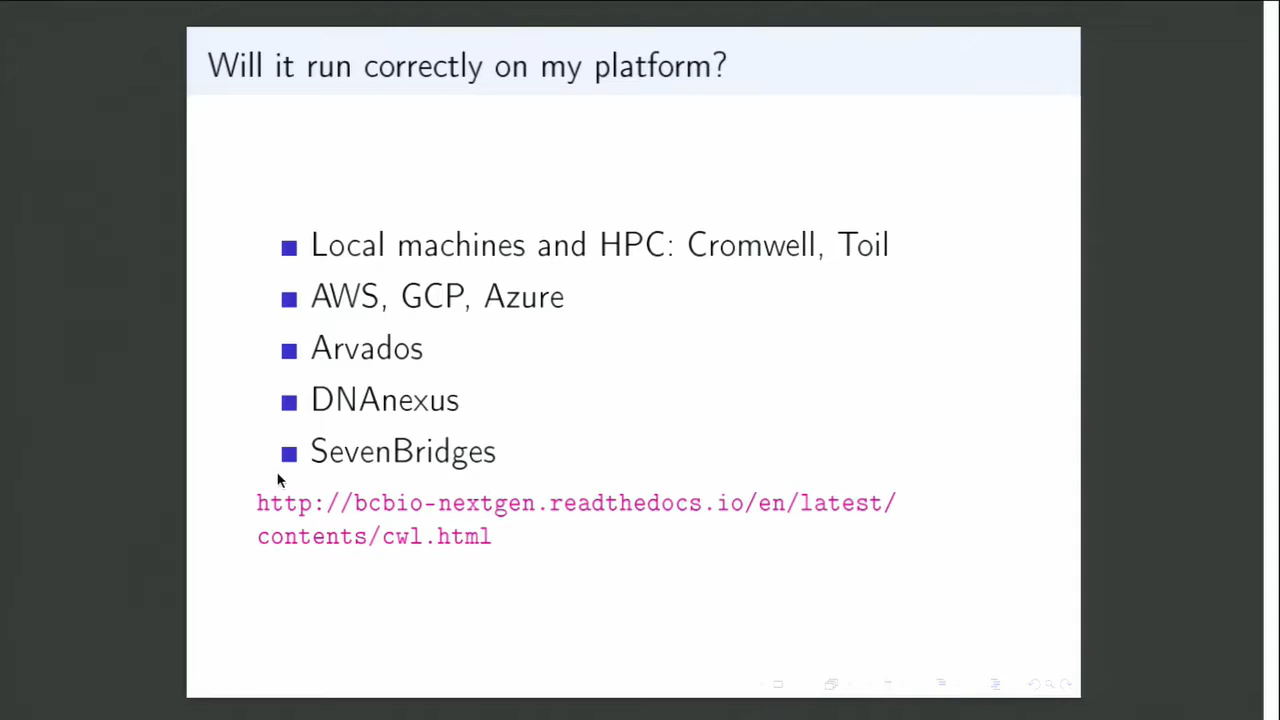 Will it run correctly on my platform?
Local machines and HPC: Cromwell, Toil
AWS, GCP, Azure
Arvados
DNAnexus
SevenBridges
http://bcbio-nextgen.readthedocs.io/en/latest/
contents/cwl.html